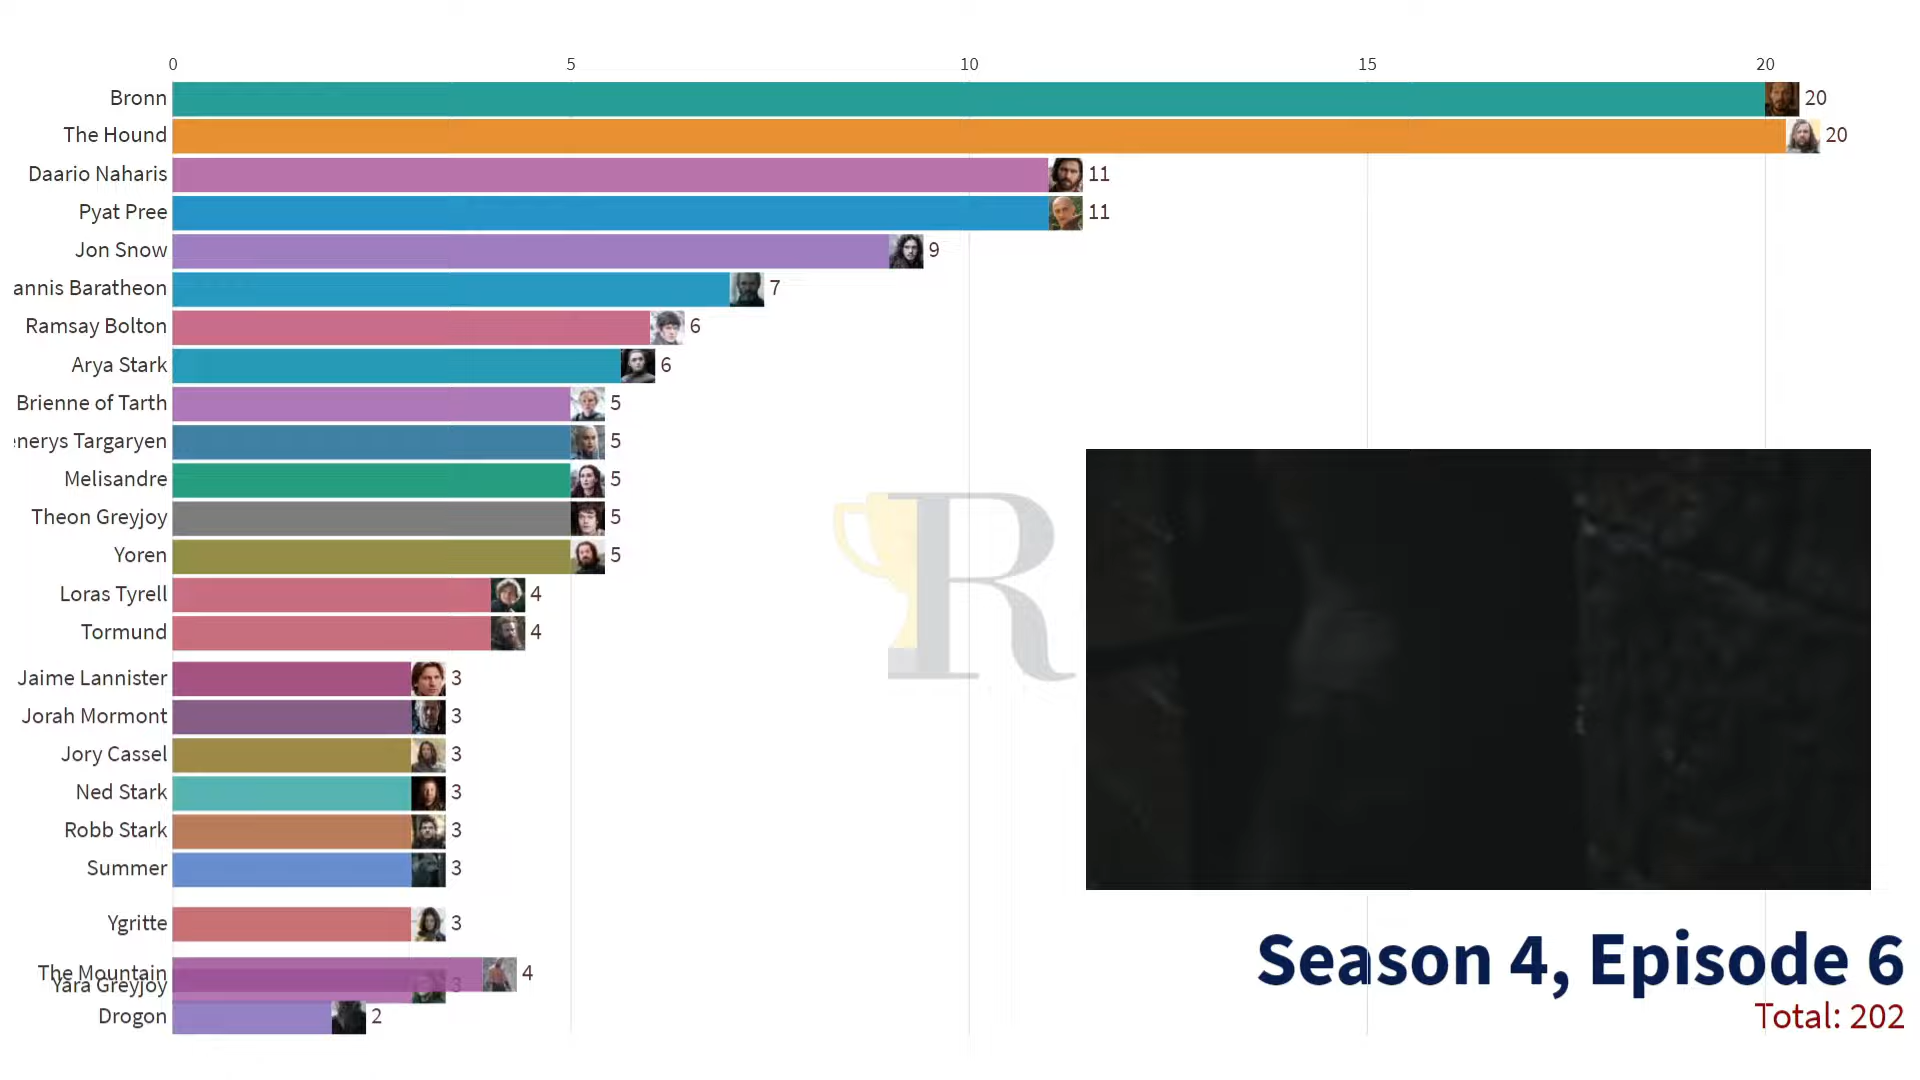 0 5 10 15 20
Bronn 20
The Hound 20
Daario Naharis 11
Pyat Pree 11
Jon Snow 9
annis Baratheon 7
Ramsay Bolton 6
Arya Stark 6
Brienne of Tarth 5
enerys Targaryen 5
Melisandre 5
Theon Greyjoy 5
Yoren 5
Loras Tyrell 4
Tormund 4
Jaime Lannister 3
Jorah Mormont 3
Jory Cassel 3
Ned Stark 3
Robb Stark 3
Summer 3
Ygritte 3
The Mountain 4
Yara Greyjoy 3
Drogon 2
R
Season 4, Episode 6
Total: 202